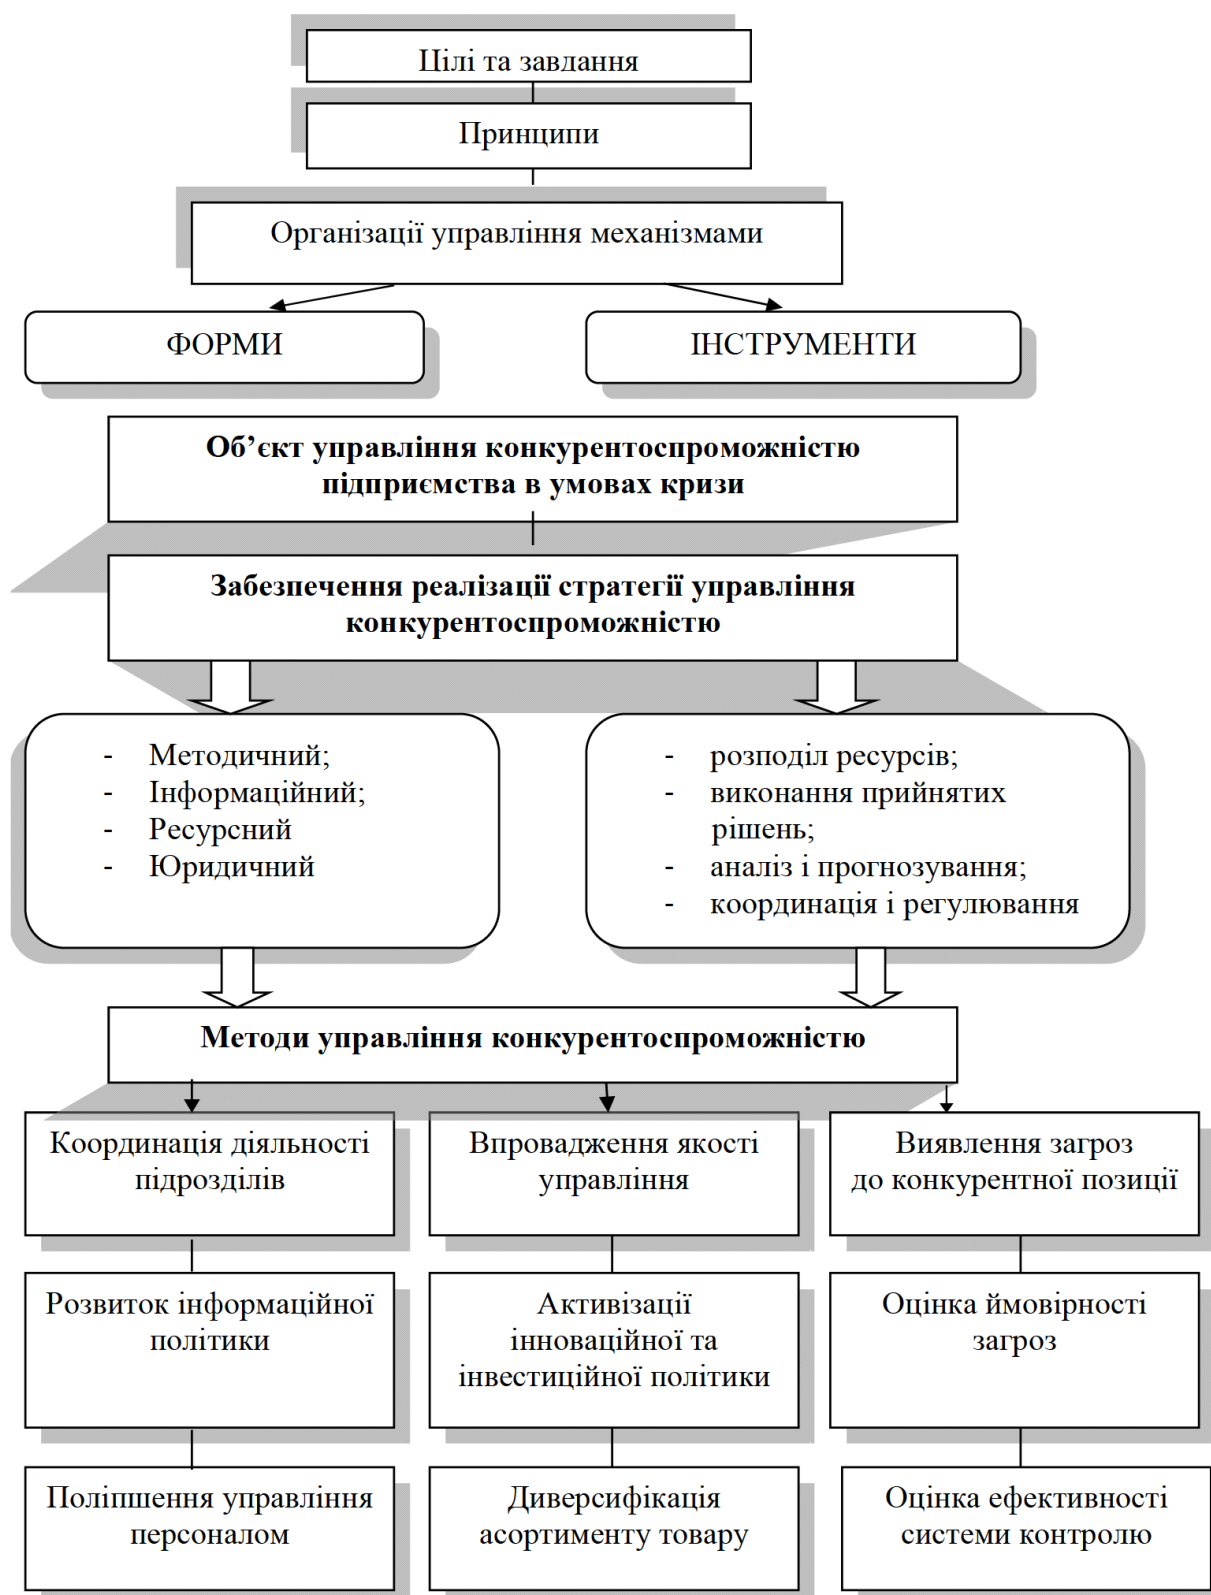 Цілі та завдання
Принципи
Організації управління механізмами
ФОРМИ
ІНСТРУМЕНТИ
Об’єкт управління конкурентоспроможністю
підприємства в умовах кризи
Забезпечення реалізації стратегії управління
конкурентоспроможністю
- Методичний;
- Інформаційний;
- Ресурсний
- Юридичний
- розподіл ресурсів;
- виконання прийнятих
рішень;
- аналіз і прогнозування;
- координація і регулювання
Методи управління конкурентоспроможністю
Координація діяльності
підрозділів
Впровадження якості
управління
Виявлення загроз
до конкурентної позиції
Розвиток інформаційної
політики
Активізації
інноваційної та
інвестиційної політики
Оцінка ймовірності
загроз
Поліпшення управління
персоналом
Диверсифікація
асортименту товару
Оцінка ефективності
системи контролю